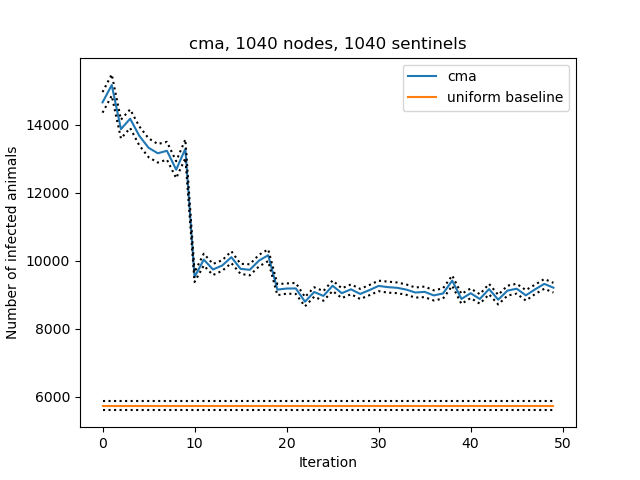 cma, 1040 nodes, 1040 sentinels
cma
uniform baseline
Number of infected animals
14000
12000
10000
8000
6000
0 10 20 30 40 50
Iteration